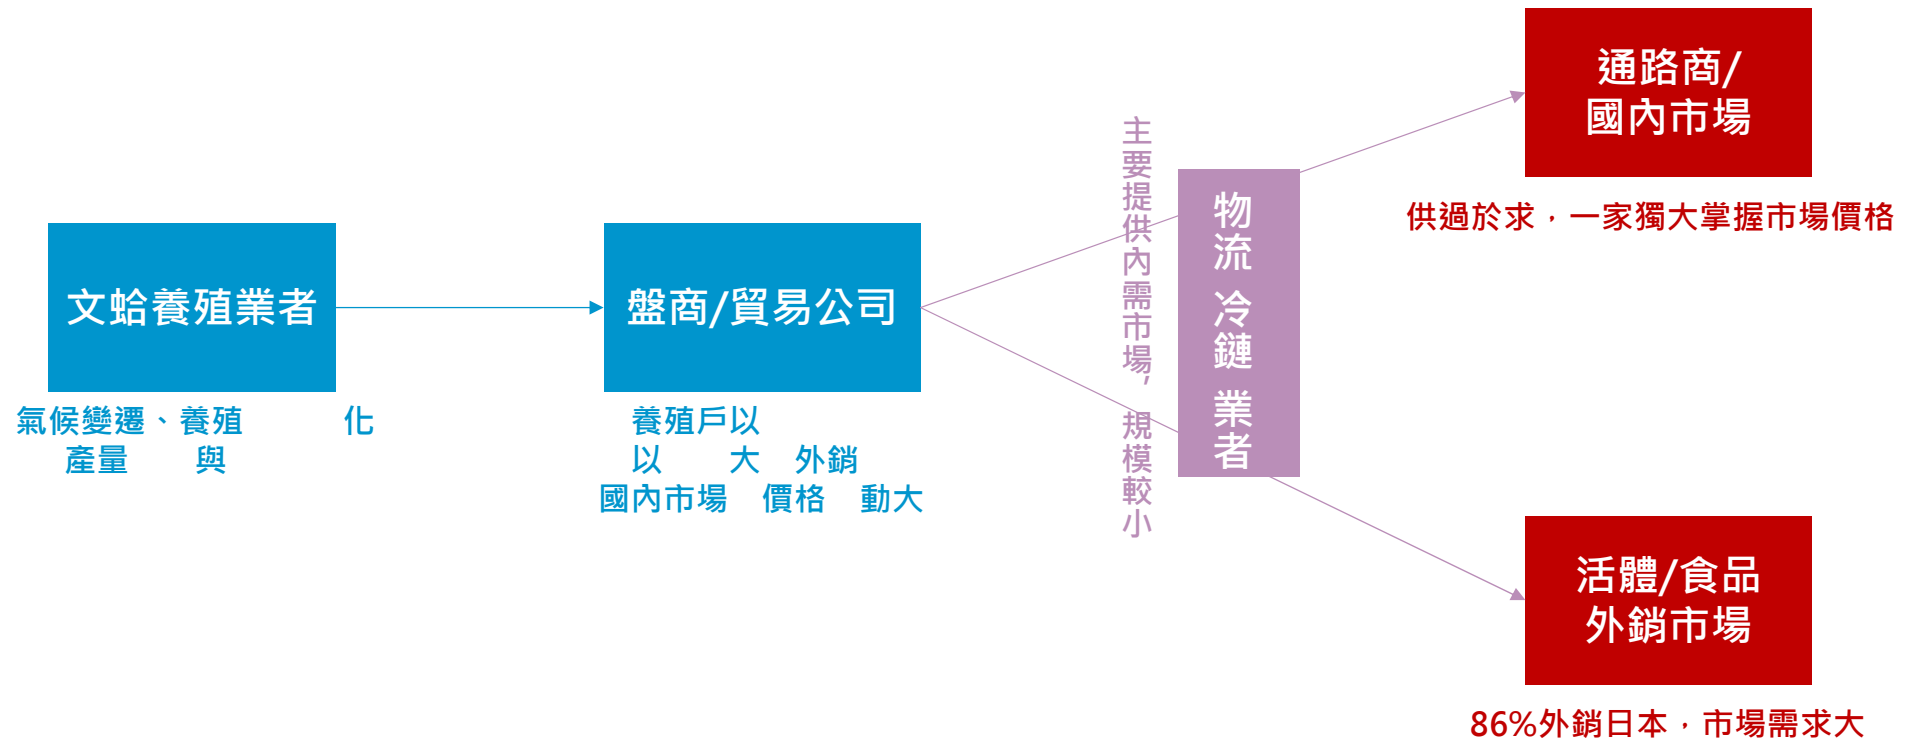 文蛤養殖業者
氣候變遷、養殖 化
產量 與
盤商/貿易公司
養殖戶以
以 大 外銷
國內市場 價格 動大
主要提供內需市場，規模較小
物流 冷鏈 業者
通路商/
國內市場
供過於求，一家獨大掌握市場價格
活體/食品
外銷市場
86%外銷日本，市場需求大